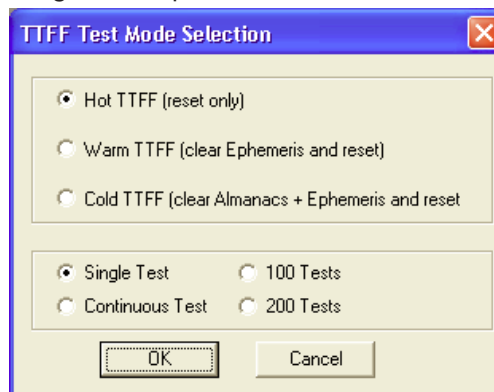 TTFF Test Mode Selection
Hot TTFF (reset only)
Warm TTFF (clear Ephemeris and reset)
Cold TTFF (clear Almanacs + Ephemeris and reset
Single Test 100 Tests
Continuous Test 200 Tests
OK Cancel